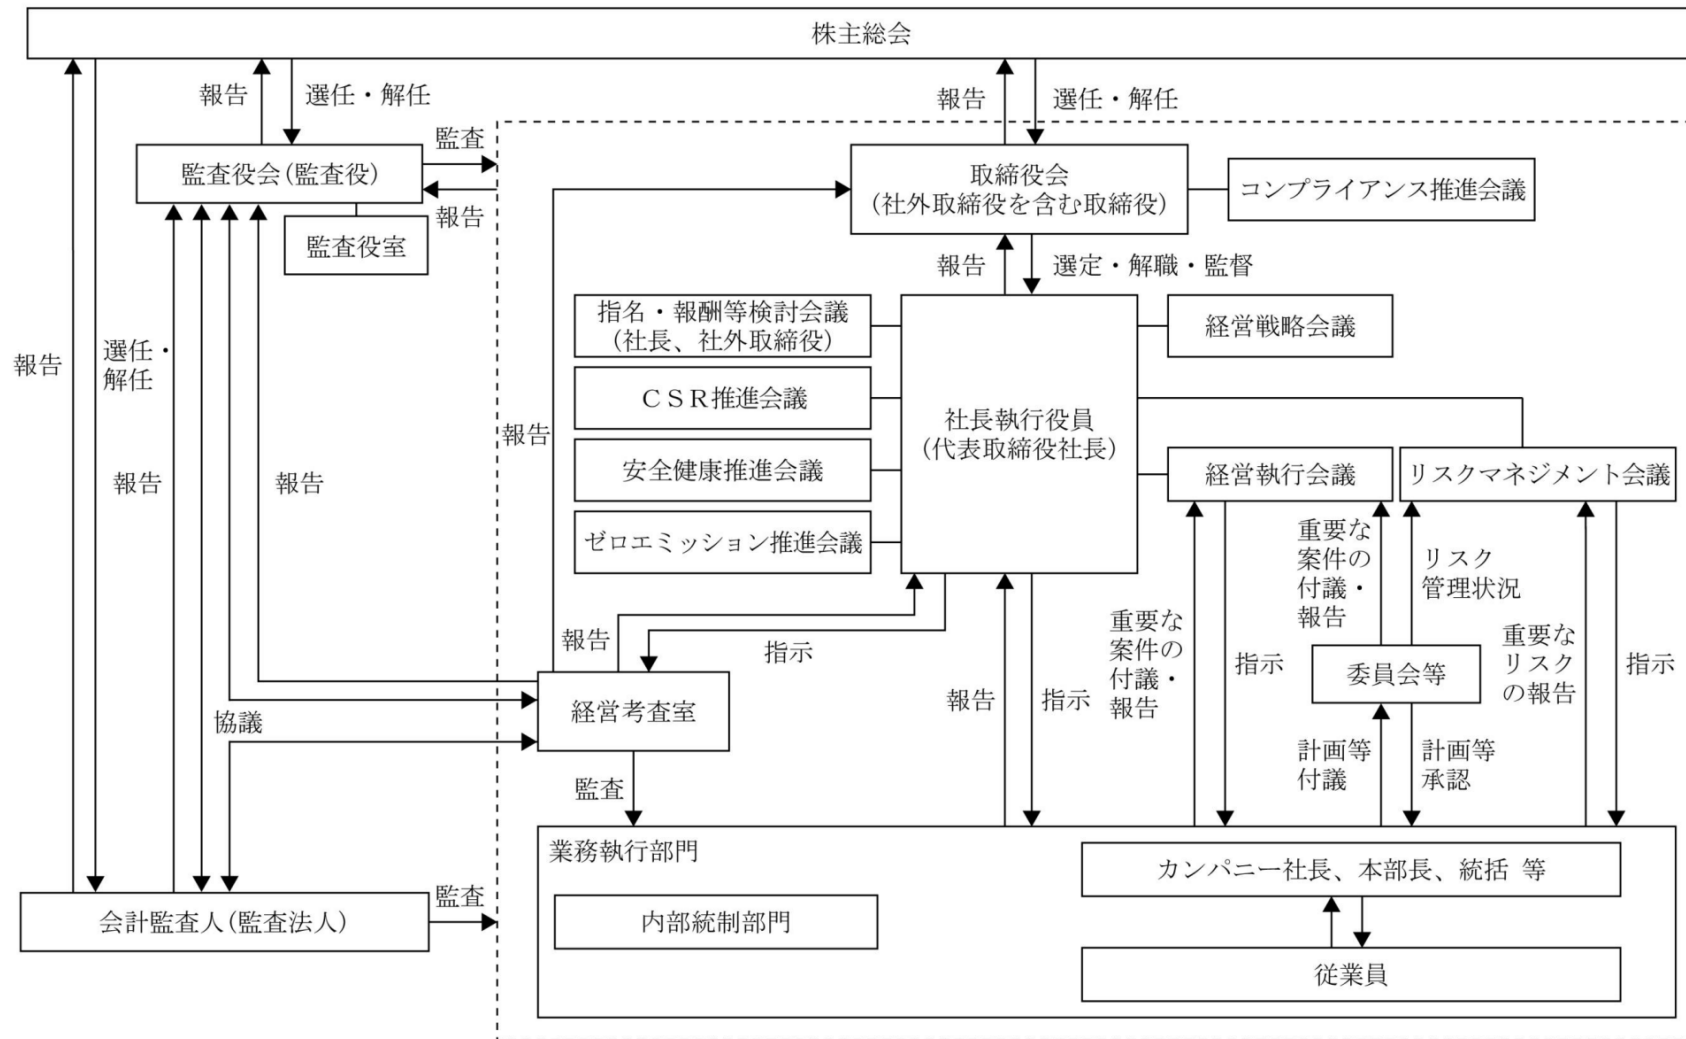 株主総会
報告
選任・解任
報告
選任・解任
監査
監査役会(監査役)
報告
監査役室
取締役会
(社外取締役を含む取締役)
コンプライアンス推進会議
報告
選定・解職・監督
指名・報酬等検討会議
(社長、社外取締役)
経営戦略会議
報告
選任・
解任
CSR推進会議
社長執行役員
(代表取締役社長)
報告
安全健康推進会議
経営執行会議
リスクマネジメント会議
報告
報告
ゼロエミッション推進会議
重要な
案件の
付議・
報告
リスク
管理状況
報告
指示
重要な
案件の
付議・
報告
指示
委員会等
重要な
リスク
の報告
指示
経営考査室
協議
報告
指示
計画等
付議
計画等
承認
監査
業務執行部門
カンパニー社長、本部長、統括 等
会計監査人(監査法人)
監査
内部統制部門
従業員